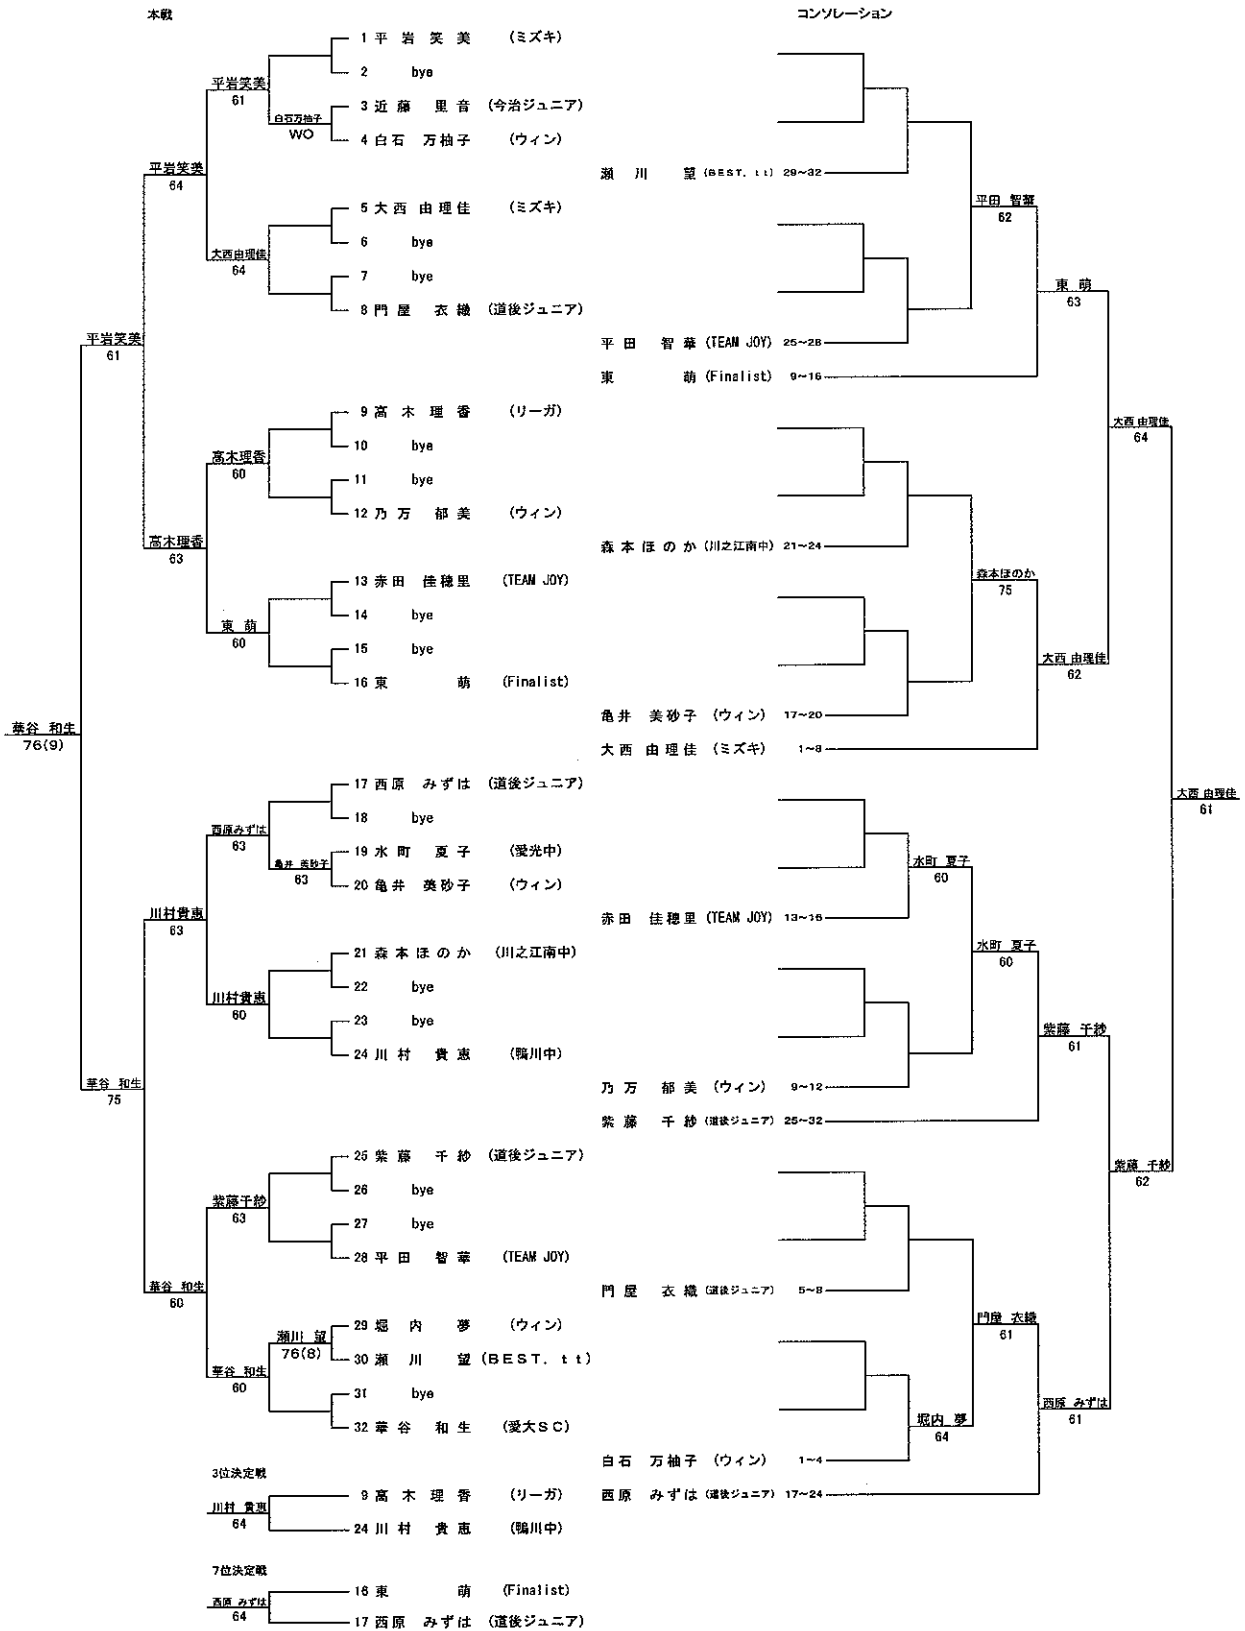 本戦
1 平 岩 笑 美 (ミズキ)
2 bye
平岩笑美
61
3 近 藤 里 音 (今治ジュニア)
白石万柚子
WO
4 白石 万柚子 (ウィン)
平岩笑美
64
5 大 西 由 理 佳 (ミズキ)
6 bye
大西由理佳
64
7 bye
8 門 屋 衣 織 (道後ジュニア)
平岩笑美
61
9 高 木 理 香 (リーガ)
10 bye
高木理香
60
11 bye
12 乃 万 郁 美 (ウィン)
高木理香
63
13 赤田 佳穂里 (TEAM JOY)
14 bye
東 萌
60
15 bye
16 東 萌 (Finalist)
華谷 和生
76(9)
17 西原 みずは (道後ジュニア)
18 bye
西原みずは
63
19 水 町 夏 子 (愛光中)
亀井 美砂子
63
20 亀井 美砂子 (ウィン)
川村貴恵
63
21 森 本 ほ の か (川之江南中)
22 bye
川村貴恵
60
23 bye
24 川 村 貴 恵 (鴨川中)
華谷 和生
75
25 紫 藤 千 紗 (道後ジュニア)
26 bye
紫藤千紗
63
27 bye
28 平 田 智 華 (TEAM JOY)
華谷 和生
60
29 堀 内 夢 (ウィン)
瀬川 望
76(8)
30 瀬 川 望 (BEST. tt)
華谷 和生
60
31 bye
32 華 谷 和 生 (愛大SC)
3位決定戦
9 高 木 理 香 (リーガ)
川村 貴恵
64
24 川 村 貴 恵 (鴨川中)
7位決定戦
16 東 萌 (Finalist)
西原 みずは
64
17 西原 みずは (道後ジュニア)
コンソレーション
瀬 川 望 (BEST. tt) 29~32
平田 智華
62
平 田 智 華 (TEAM JOY) 25~28
東 萌
63
東 萌 (Finalist) 9~16
大西 由理佳
64
森 本 ほ の か (川之江南中) 21~24
森本ほのか
75
亀井 美砂子 (ウィン) 17~20
大西 由理佳
62
大西 由理佳 (ミズキ) 1~8
大西 由理佳
61
水町 夏子
60
赤田 佳穂里 (TEAM JOY) 13~16
水町 夏子
60
乃 万 郁 美 (ウィン) 9~12
紫藤 千紗
61
紫 藤 千 紗 (道後ジュニア) 25~32
紫藤 千紗
62
門 屋 衣 織 (道後ジュニア) 5~8
門屋 衣織
61
堀内 夢
64
白石 万柚子 (ウィン) 1~4
西原 みずは
61
西原 みずは (道後ジュニア) 17~24